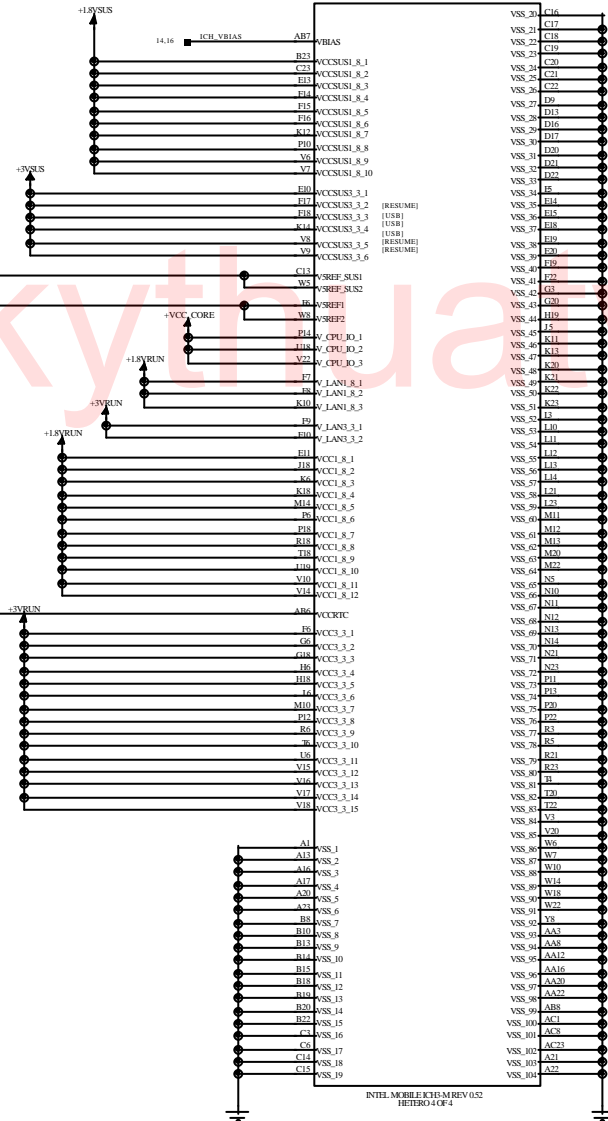 +1.8VSUS
14,16 ICH_VBIAS AB7 VBIAS
B23 VCCSUS1_8_1
C23 VCCSUS1_8_2
E13 VCCSUS1_8_3
F14 VCCSUS1_8_4
F15 VCCSUS1_8_5
F16 VCCSUS1_8_6
K12 VCCSUS1_8_7
P10 VCCSUS1_8_8
V6 VCCSUS1_8_9
V7 VCCSUS1_8_10
+3VSUS
E10 VCCSUS3_3_1
F17 VCCSUS3_3_2 [RESUME]
F18 VCCSUS3_3_3 [USB]
K14 VCCSUS3_3_4 [USB]
V8 VCCSUS3_3_5 [RESUME]
V9 VCCSUS3_3_6 [RESUME]
C13 V5REF_SUS1
W5 V5REF_SUS2
E6 V5REF1
W8 V5REF2
+VCC_CORE
P14 V_CPU_IO_1
U18 V_CPU_IO_2
V22 V_CPU_IO_3
+1.8VRUN
F7 V_LAN1_8_1
F8 V_LAN1_8_2
K10 V_LAN1_8_3
+3VRUN
F9 V_LAN3_3_1
F10 V_LAN3_3_2
+1.8VRUN
E11 VCC1_8_1
J18 VCC1_8_2
K6 VCC1_8_3
K18 VCC1_8_4
M14 VCC1_8_5
P6 VCC1_8_6
P18 VCC1_8_7
R18 VCC1_8_8
T18 VCC1_8_9
U19 VCC1_8_10
V10 VCC1_8_11
V14 VCC1_8_12
AB6 VCCRTC
+3VRUN
F6 VCC3_3_1
G6 VCC3_3_2
G18 VCC3_3_3
H6 VCC3_3_4
H18 VCC3_3_5
J6 VCC3_3_6
M10 VCC3_3_7
P12 VCC3_3_8
R6 VCC3_3_9
T6 VCC3_3_10
U6 VCC3_3_11
V15 VCC3_3_12
V16 VCC3_3_13
V17 VCC3_3_14
V18 VCC3_3_15
A1 VSS_1
A13 VSS_2
A16 VSS_3
A17 VSS_4
A20 VSS_5
A23 VSS_6
B8 VSS_7
B10 VSS_8
B13 VSS_9
B14 VSS_10
B15 VSS_11
B18 VSS_12
B19 VSS_13
B20 VSS_14
B22 VSS_15
C3 VSS_16
C6 VSS_17
C14 VSS_18
C15 VSS_19
VSS_20 C16
VSS_21 C17
VSS_22 C18
VSS_23 C19
VSS_24 C20
VSS_25 C21
VSS_26 C22
VSS_27 D9
VSS_28 D13
VSS_29 D16
VSS_30 D17
VSS_31 D20
VSS_32 D21
VSS_33 D22
VSS_34 E5
VSS_35 E14
VSS_36 E15
VSS_37 E18
VSS_38 E19
VSS_39 E20
VSS_40 F19
VSS_41 F22
VSS_42 G3
VSS_43 G20
VSS_44 H19
VSS_45 J5
VSS_46 K11
VSS_47 K13
VSS_48 K20
VSS_49 K21
VSS_50 K22
VSS_51 K23
VSS_52 L3
VSS_53 L10
VSS_54 L11
VSS_55 L12
VSS_56 L13
VSS_57 L14
VSS_58 L21
VSS_59 L23
VSS_60 M11
VSS_61 M12
VSS_62 M13
VSS_63 M20
VSS_64 M22
VSS_65 N5
VSS_66 N10
VSS_67 N11
VSS_68 N12
VSS_69 N13
VSS_70 N14
VSS_71 N21
VSS_72 N23
VSS_73 P11
VSS_74 P13
VSS_75 P20
VSS_76 P22
VSS_77 R3
VSS_78 R5
VSS_79 R21
VSS_80 R23
VSS_81 T4
VSS_82 T20
VSS_83 T22
VSS_84 V3
VSS_85 V20
VSS_86 W6
VSS_87 W7
VSS_88 W10
VSS_89 W14
VSS_90 W18
VSS_91 W22
VSS_92 Y8
VSS_93 AA3
VSS_94 AA8
VSS_95 AA12
VSS_96 AA16
VSS_97 AA20
VSS_98 AA22
VSS_99 AB8
VSS_100 AC1
VSS_101 AC8
VSS_102 AC23
VSS_103 A21
VSS_104 A22
INTEL MOBILE ICH3-M REV 0.52
HETERO 4 OF 4
kythuat